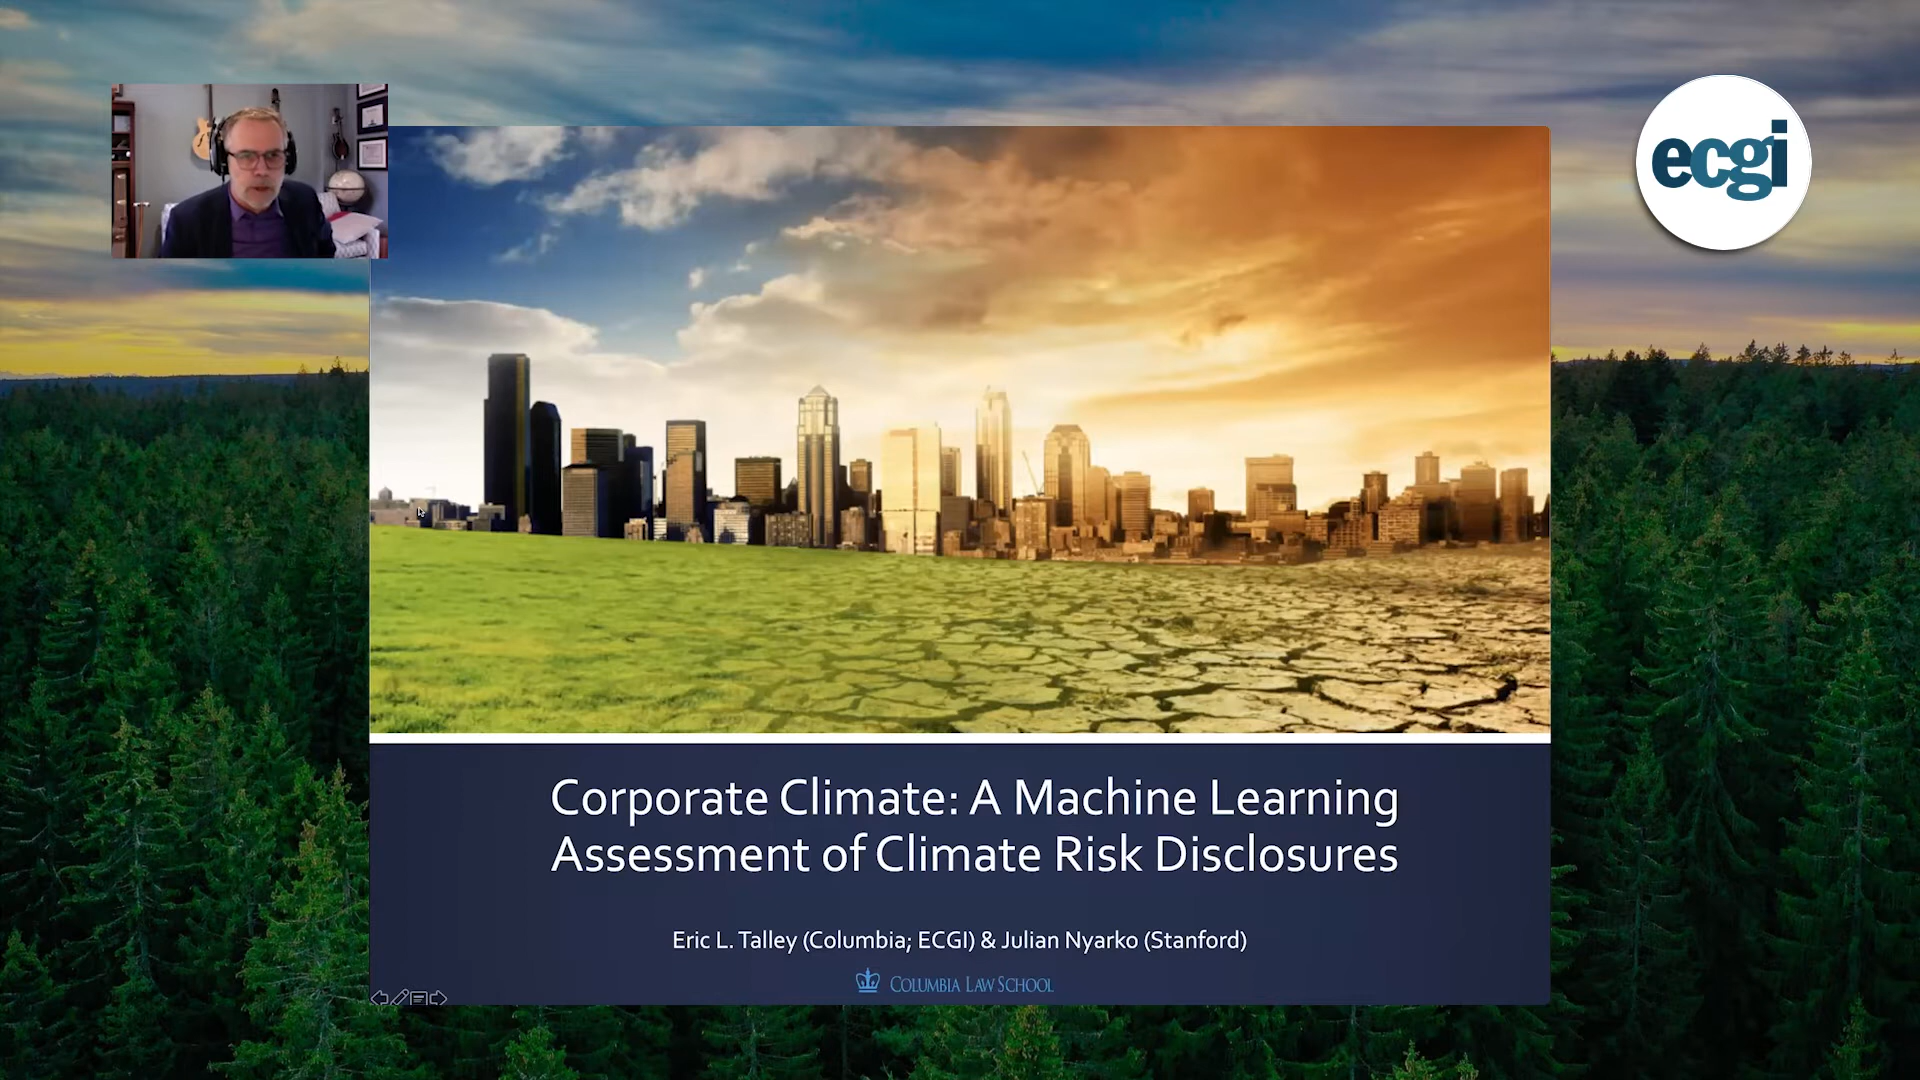 ecgi
Corporate Climate: A Machine Learning
Assessment of Climate Risk Disclosures
Eric L. Talley (Columbia; ECGI) & Julian Nyarko (Stanford)
COLUMBIA LAW SCHOOL